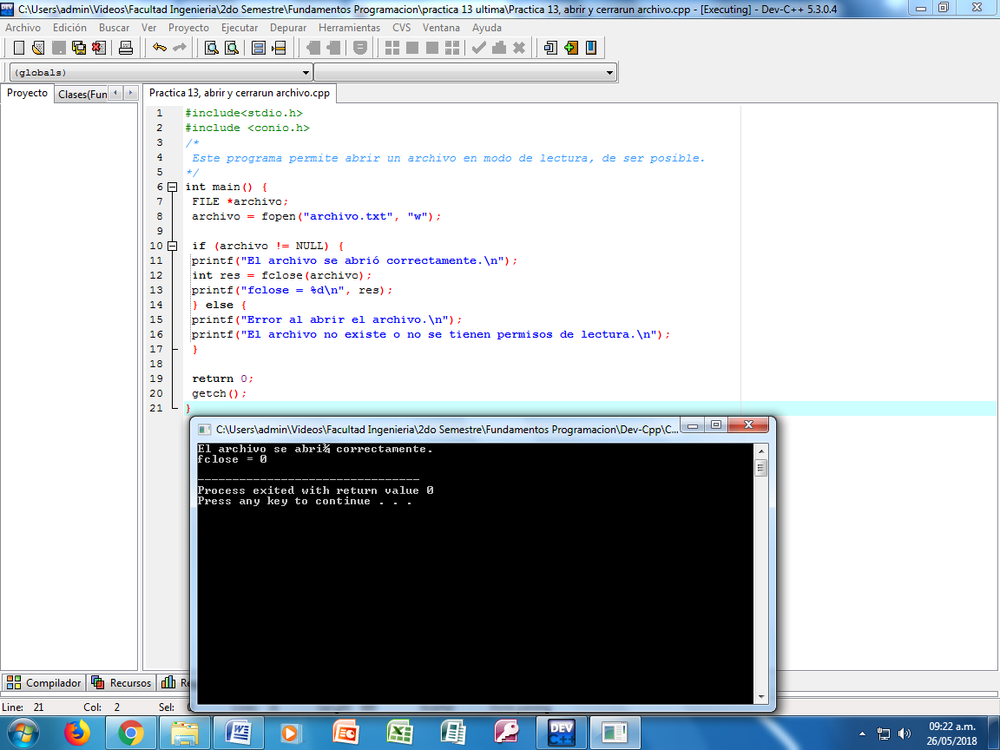 C:\Users\admin\Videos\Facultad Ingenieria\2do Semestre\Fundamentos Programacion\practica 13 ultima\Practica 13, abrir y cerrarun archivo.cpp - [Executing] - Dev-C++ 5.3.0.4
Archivo Edición Buscar Ver Proyecto Ejecutar Depurar Herramientas CVS Ventana Ayuda
(globals)
Proyecto Clases(Fun
Practica 13, abrir y cerrarun archivo.cpp
1 #include<stdio.h>
2 #include <conio.h>
3 /*
4 Este programa permite abrir un archivo en modo de lectura, de ser posible.
5 */
6 int main() {
7 FILE *archivo;
8 archivo = fopen("archivo.txt", "w");
9
10 if (archivo != NULL) {
11 printf("El archivo se abrió correctamente.\n");
12 int res = fclose(archivo);
13 printf("fclose = %d\n", res);
14 } else {
15 printf("Error al abrir el archivo.\n");
16 printf("El archivo no existe o no se tienen permisos de lectura.\n");
17 }
18
19 return 0;
20 getch();
21 }
C:\Users\admin\Videos\Facultad Ingenieria\2do Semestre\Fundamentos Programacion\Dev-Cpp\C...
El archivo se abri¾ correctamente.
fclose = 0
--------------------------------
Process exited with return value 0
Press any key to continue . . .
Compilador Recursos Re
Line: 21 Col: 2 Sel:
DEV C++
09:22 a.m.
26/05/2018